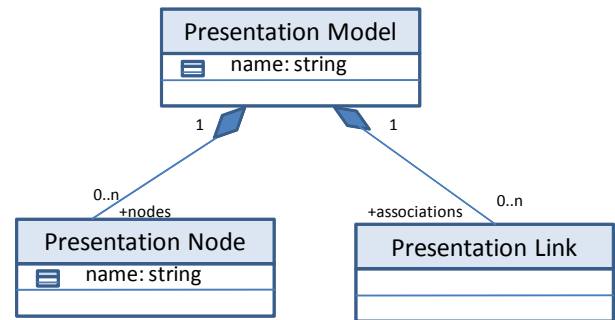 Presentation Model
name: string
1
1
0..n
+nodes
0..n
+associations
Presentation Node
name: string
Presentation Link